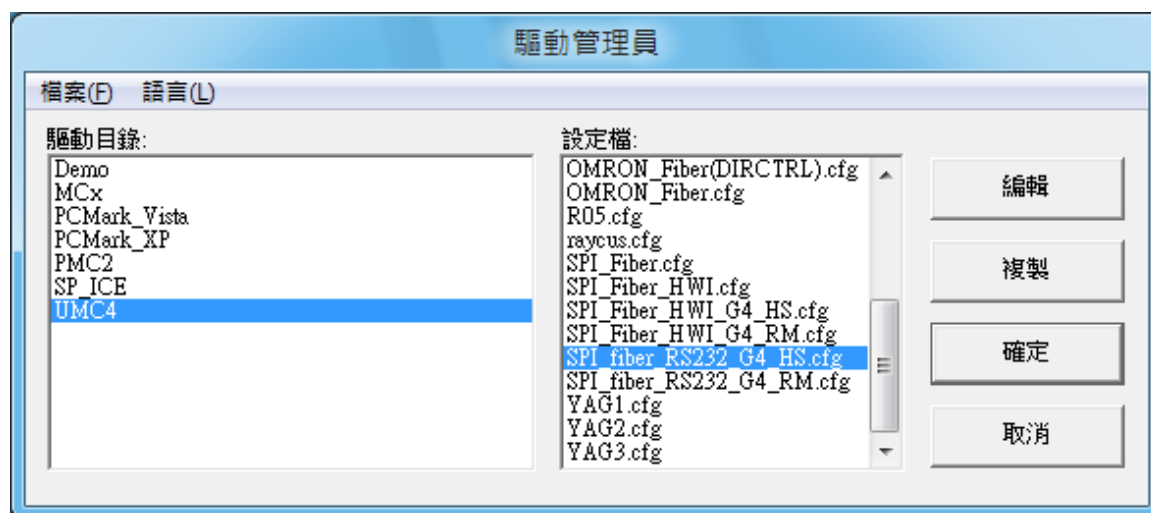 驅動管理員
檔案(F) 語言(L)
驅動目錄:
Demo
MCx
PCMark_Vista
PCMark_XP
PMC2
SP_ICE
UMC4
設定檔:
OMRON_Fiber(DIRCTRL).cfg
OMRON_Fiber.cfg
R05.cfg
raycus.cfg
SPI_Fiber.cfg
SPI_Fiber_HWI.cfg
SPI_Fiber_HWI_G4_HS.cfg
SPI_Fiber_HWI_G4_RM.cfg
SPI_fiber_RS232_G4_HS.cfg
SPI_fiber_RS232_G4_RM.cfg
YAG1.cfg
YAG2.cfg
YAG3.cfg
編輯
複製
確定
取消